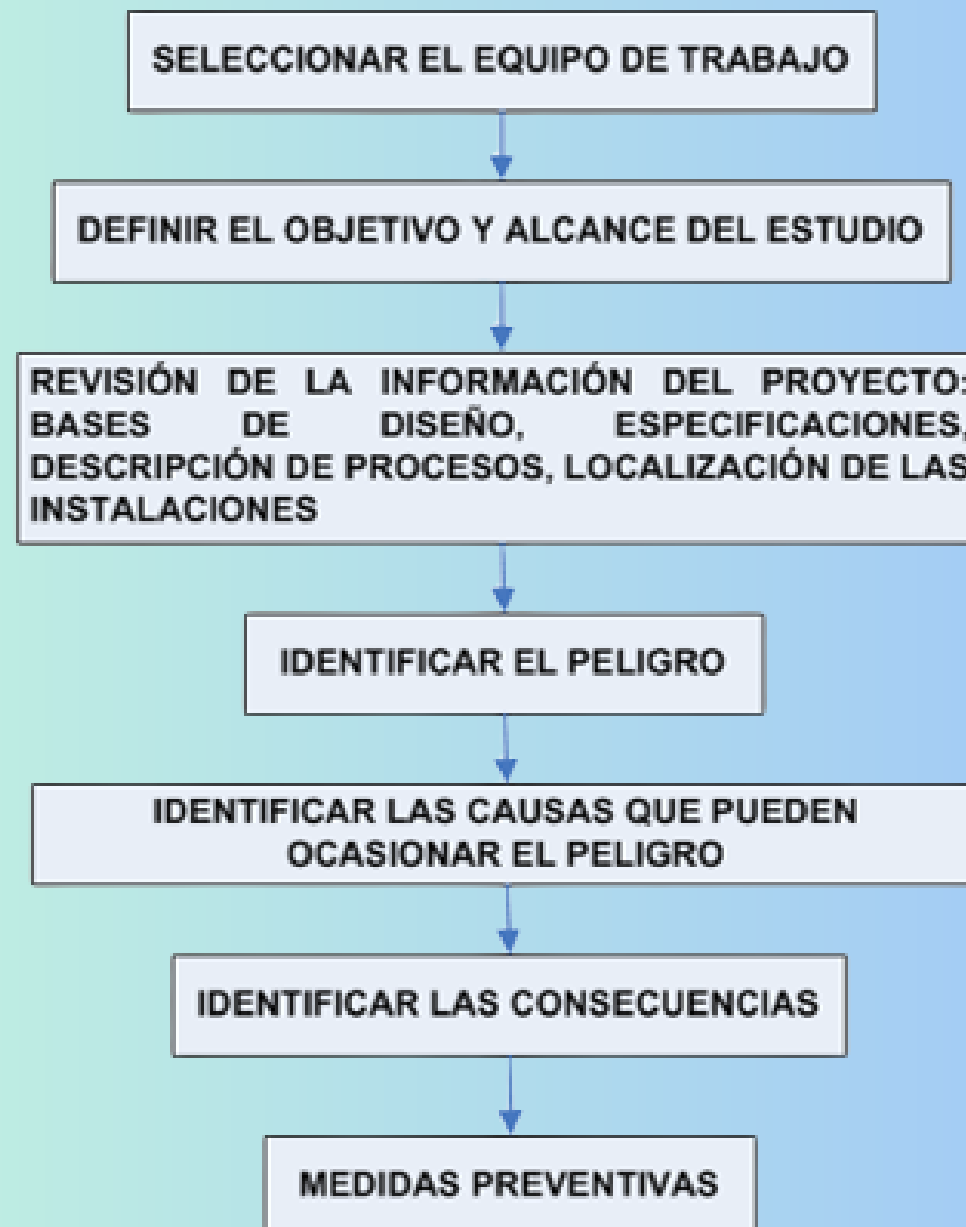 SELECCIONAR EL EQUIPO DE TRABAJO
DEFINIR EL OBJETIVO Y ALCANCE DEL ESTUDIO
REVISIÓN DE LA INFORMACIÓN DEL PROYECTO:
BASES DE DISEÑO, ESPECIFICACIONES,
DESCRIPCIÓN DE PROCESOS, LOCALIZACIÓN DE LAS
INSTALACIONES
IDENTIFICAR EL PELIGRO
IDENTIFICAR LAS CAUSAS QUE PUEDEN
OCASIONAR EL PELIGRO
IDENTIFICAR LAS CONSECUENCIAS
MEDIDAS PREVENTIVAS